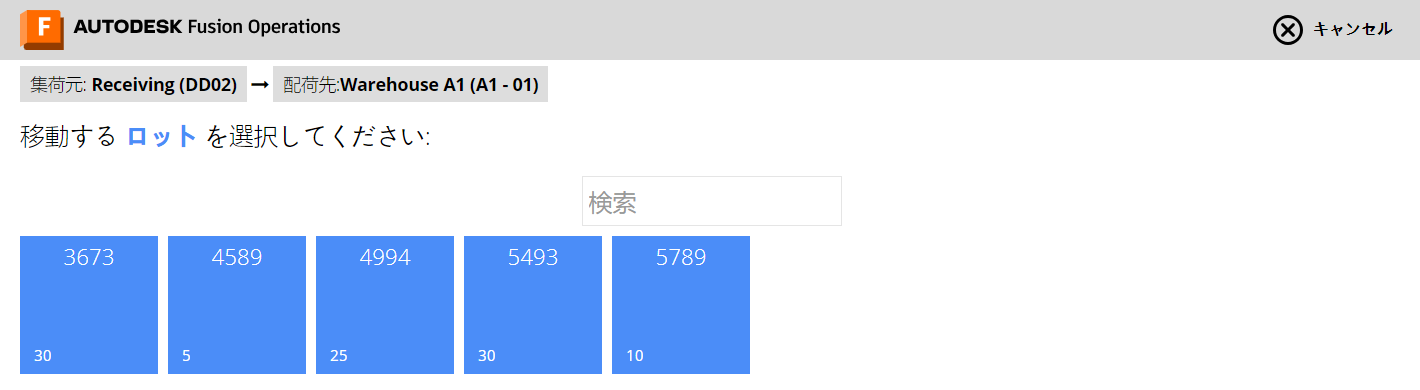 F AUTODESK Fusion Operations キャンセル
集荷元: Receiving (DD02) → 配荷先:Warehouse A1 (A1 - 01)
移動する ロット を選択してください:
検索
3673 4589 4994 5493 5789
30 5 25 30 10